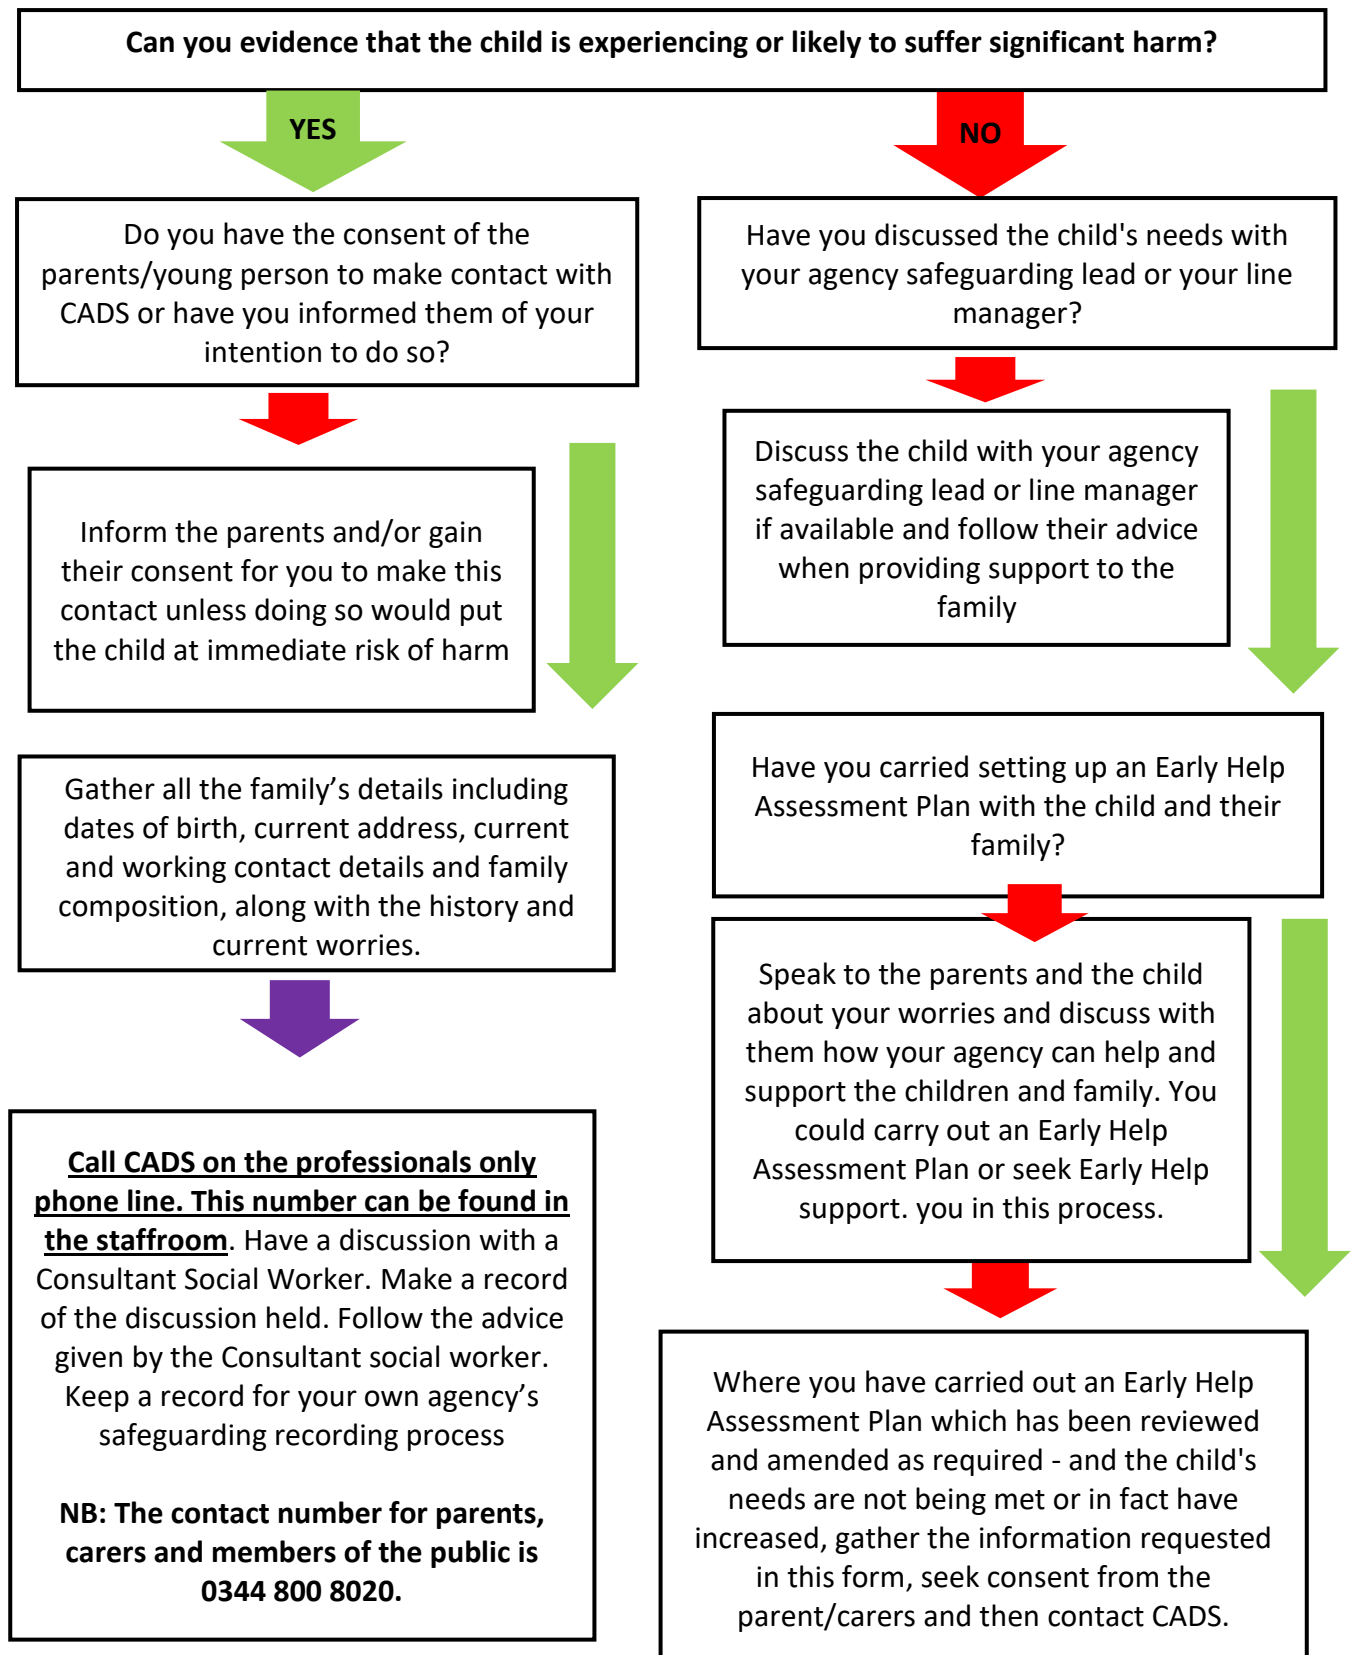 Can you evidence that the child is experiencing or likely to suffer significant harm?
YES
NO
Do you have the consent of the
parents/young person to make contact with
CADS or have you informed them of your
intention to do so?
Inform the parents and/or gain
their consent for you to make this
contact unless doing so would put
the child at immediate risk of harm
Gather all the family’s details including
dates of birth, current address, current
and working contact details and family
composition, along with the history and
current worries.
Call CADS on the professionals only
phone line. This number can be found in
the staffroom. Have a discussion with a
Consultant Social Worker. Make a record
of the discussion held. Follow the advice
given by the Consultant social worker.
Keep a record for your own agency’s
safeguarding recording process
NB: The contact number for parents,
carers and members of the public is
0344 800 8020.
Have you discussed the child's needs with
your agency safeguarding lead or your line
manager?
Discuss the child with your agency
safeguarding lead or line manager
if available and follow their advice
when providing support to the
family
Have you carried setting up an Early Help
Assessment Plan with the child and their
family?
Speak to the parents and the child
about your worries and discuss with
them how your agency can help and
support the children and family. You
could carry out an Early Help
Assessment Plan or seek Early Help
support. you in this process.
Where you have carried out an Early Help
Assessment Plan which has been reviewed
and amended as required - and the child's
needs are not being met or in fact have
increased, gather the information requested
in this form, seek consent from the
parent/carers and then contact CADS.